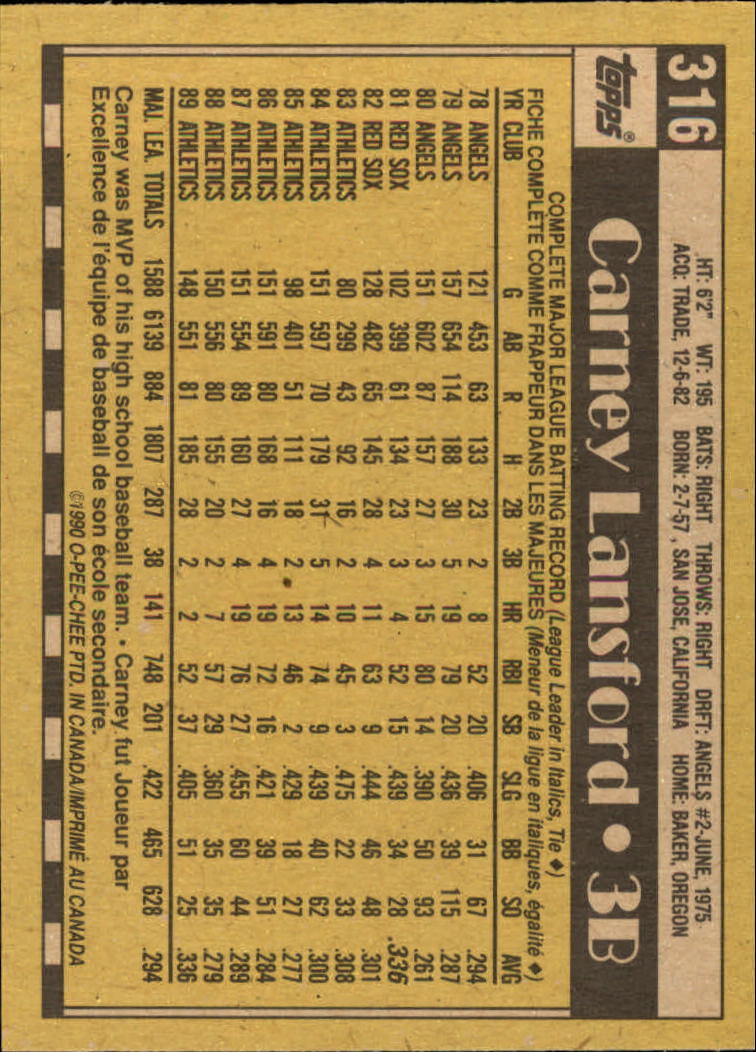 316
HT: 6'2" WT: 195 BATS: RIGHT THROWS: RIGHT DRFT: ANGELS #2-JUNE, 1975
ACQ: TRADE, 12-6-82 BORN: 2-7-57, SAN JOSE, CALIFORNIA HOME: BAKER, OREGON
topps®
Carney Lansford • 3B
COMPLETE MAJOR LEAGUE BATTING RECORD (League Leader in Italics, Tie ♦)
FICHE COMPLÈTE COMME FRAPPEUR DANS LES MAJEURES (Meneur de la ligue en italiques, égalité ♦)
YR CLUB G AB R H 2B 3B HR RBI SB SLG BB SO AVG
78 ANGELS 121 453 63 133 23 2 8 52 20 .406 31 67 .294
79 ANGELS 157 654 114 188 30 5 19 79 20 .436 39 115 .287
80 ANGELS 151 602 87 157 27 3 15 80 14 .390 50 93 .261
81 RED SOX 102 399 61 134 23 3 4 52 15 .439 34 28 .336
82 RED SOX 128 482 65 145 28 4 11 63 9 .444 46 48 .301
83 ATHLETICS 80 299 43 92 16 2 10 45 3 .475 22 33 .308
84 ATHLETICS 151 597 70 179 31 5 14 74 9 .439 40 62 .300
85 ATHLETICS 98 401 51 111 18 2 13 46 2 .429 18 27 .277
86 ATHLETICS 151 591 80 168 16 4 19 72 16 .421 39 51 .284
87 ATHLETICS 151 554 89 160 27 4 19 76 27 .455 60 44 .289
88 ATHLETICS 150 556 80 155 20 2 7 57 29 .360 35 35 .279
89 ATHLETICS 148 551 81 185 28 2 2 52 37 .405 51 25 .336
MAJ. LEA. TOTALS 1588 6139 884 1807 287 38 141 748 201 .422 465 628 .294
Carney was MVP of his high school baseball team. • Carney fut Joueur par
Excellence de l'équipe de baseball de son école secondaire.
©1990 O-PEE-CHEE PTD. IN CANADA/IMPRIMÉ AU CANADA